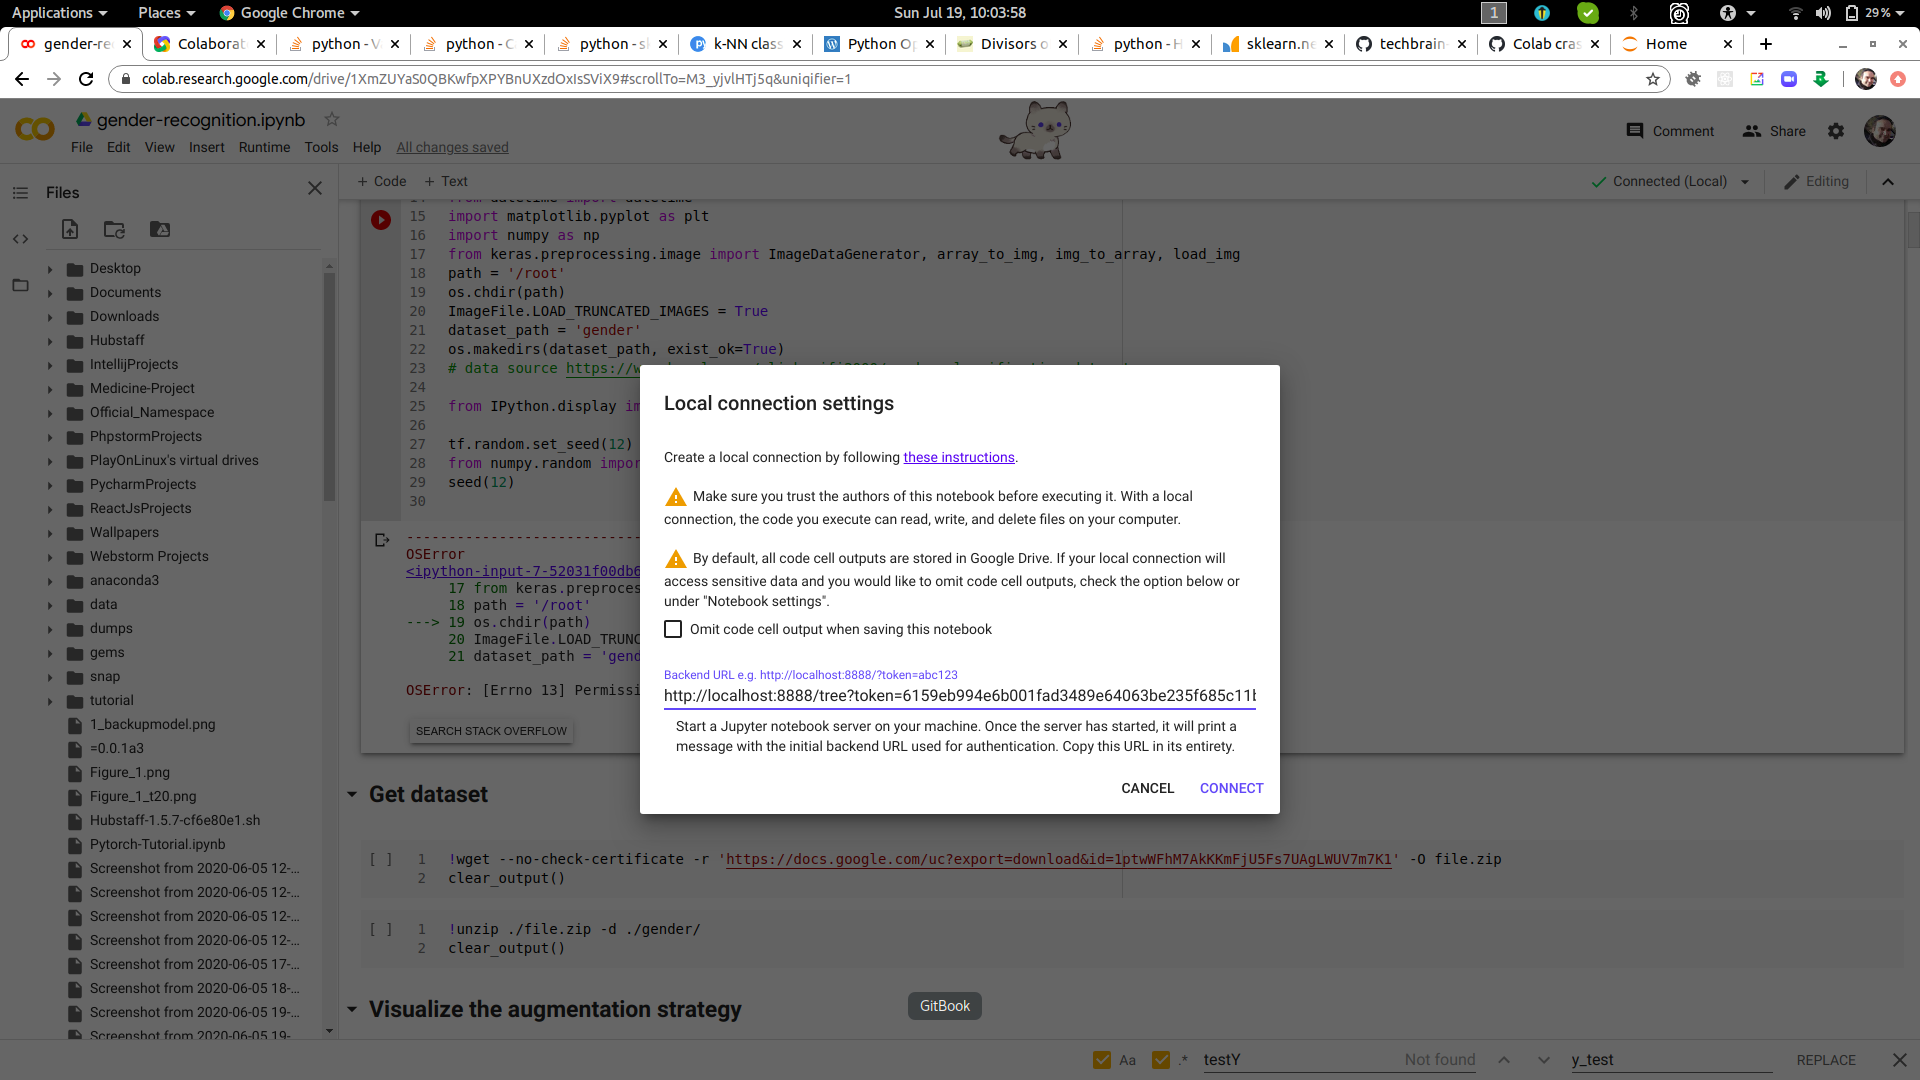 Applications Places Google Chrome Sun Jul 19, 10:03:58 1 29%
gender-re Colaborat python - V python - C python - s k-NN class Python Op Divisors o python - H sklearn.ne techbrain- Colab cras Home
colab.research.google.com/drive/1XmZUYaS0QBKwfpXPYBnUXzdOxIsSViX9#scrollTo=M3_yjvlHTj5q&uniqifier=1
gender-recognition.ipynb
File Edit View Insert Runtime Tools Help All changes saved
Comment Share
Files
+ Code + Text
Connected (Local) Editing
Desktop
Documents
Downloads
Hubstaff
IntellijProjects
Medicine-Project
Official_Namespace
PhpstormProjects
PlayOnLinux's virtual drives
PycharmProjects
ReactJsProjects
Wallpapers
Webstorm Projects
anaconda3
data
dumps
gems
snap
tutorial
1_backupmodel.png
=0.0.1a3
Figure_1.png
Figure_1_t20.png
Hubstaff-1.5.7-cf6e80e1.sh
Pytorch-Tutorial.ipynb
Screenshot from 2020-06-05 12-...
Screenshot from 2020-06-05 12-...
Screenshot from 2020-06-05 12-...
Screenshot from 2020-06-05 12-...
Screenshot from 2020-06-05 17-...
Screenshot from 2020-06-05 18-...
Screenshot from 2020-06-05 19-...
Screenshot from 2020-06-05 19-
14 from datetime import datetime
15 import matplotlib.pyplot as plt
16 import numpy as np
17 from keras.preprocessing.image import ImageDataGenerator, array_to_img, img_to_array, load_img
18 path = '/root'
19 os.chdir(path)
20 ImageFile.LOAD_TRUNCATED_IMAGES = True
21 dataset_path = 'gender'
22 os.makedirs(dataset_path, exist_ok=True)
23 # data source https://w
24
25 from IPython.display im
26
27 tf.random.set_seed(12)
28 from numpy.random impor
29 seed(12)
30
---------------------------
OSError
<ipython-input-7-52031f00db6
17 from keras.preproces
18 path = '/root'
---> 19 os.chdir(path)
20 ImageFile.LOAD_TRUNC
21 dataset_path = 'gend
OSError: [Errno 13] Permissi
SEARCH STACK OVERFLOW
Local connection settings
Create a local connection by following these instructions.
Make sure you trust the authors of this notebook before executing it. With a local
connection, the code you execute can read, write, and delete files on your computer.
By default, all code cell outputs are stored in Google Drive. If your local connection will
access sensitive data and you would like to omit code cell outputs, check the option below or
under "Notebook settings".
Omit code cell output when saving this notebook
Backend URL e.g. http://localhost:8888/?token=abc123
http://localhost:8888/tree?token=6159eb994e6b001fad3489e64063be235f685c11b
Start a Jupyter notebook server on your machine. Once the server has started, it will print a
message with the initial backend URL used for authentication. Copy this URL in its entirety.
CANCEL CONNECT
Get dataset
[ ] 1 !wget --no-check-certificate -r 'https://docs.google.com/uc?export=download&id=1ptwWFhM7AkKKmFjU5Fs7UAgLWUV7m7K1' -O file.zip
2 clear_output()
[ ] 1 !unzip ./file.zip -d ./gender/
2 clear_output()
Visualize the augmentation strategy
GitBook
Aa .* testY Not found y_test REPLACE